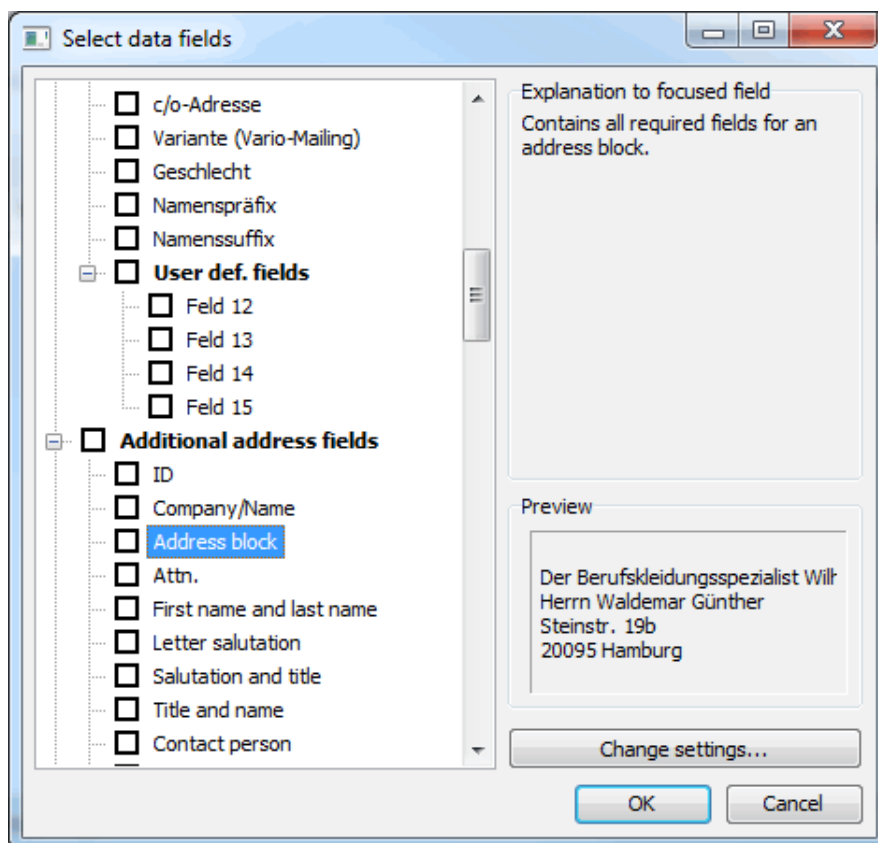 Select data fields
c/o-Adresse
Variante (Vario-Mailing)
Geschlecht
Namenspräfix
Namenssuffix
User def. fields
Feld 12
Feld 13
Feld 14
Feld 15
Additional address fields
ID
Company/Name
Address block
Attn.
First name and last name
Letter salutation
Salutation and title
Title and name
Contact person
Explanation to focused field
Contains all required fields for an
address block.
Preview
Der Berufskleidungsspezialist Wilh
Herrn Waldemar Günther
Steinstr. 19b
20095 Hamburg
Change settings...
OK
Cancel